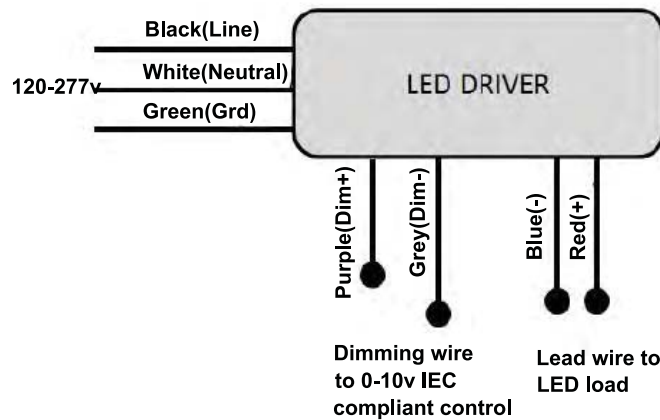 Black(Line)
White(Neutral)
120-277v
Green(Grd)
LED DRIVER
Purple(Dim+)
Grey(Dim-)
Blue(-)
Red(+)
Dimming wire
to 0-10v IEC
compliant control
Lead wire to
LED load